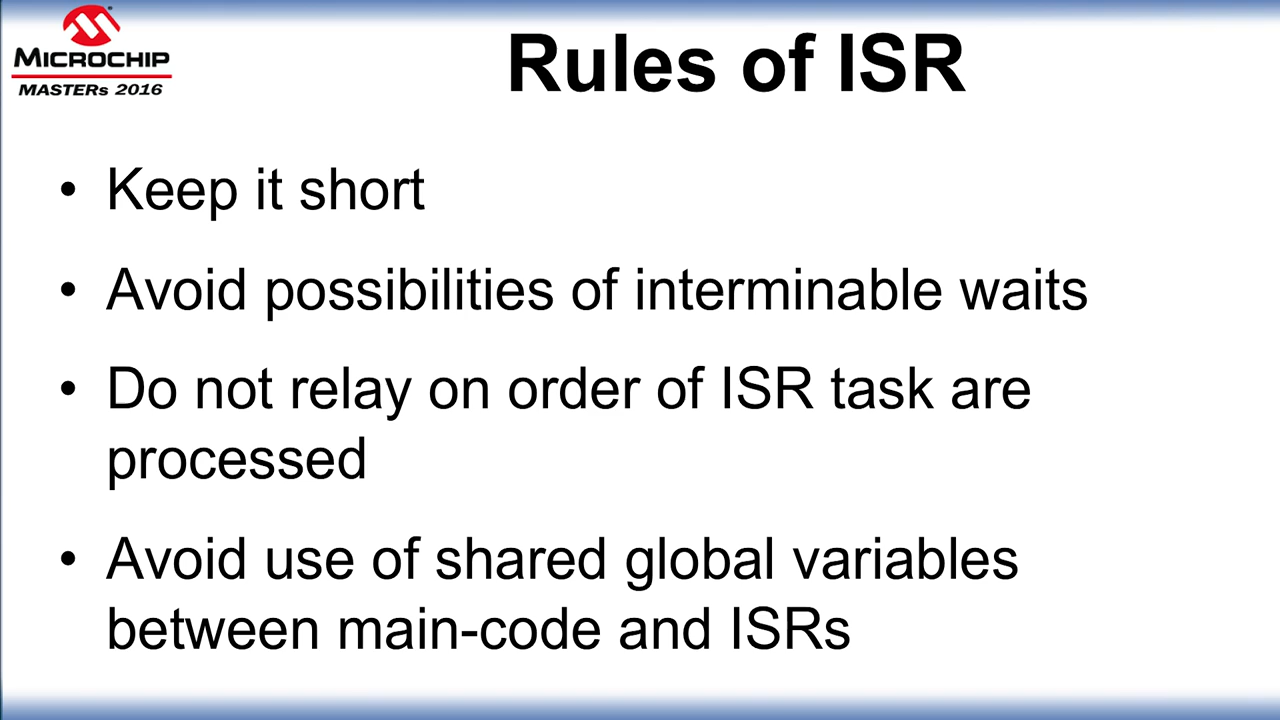 MICROCHIP
MASTERs 2016
Rules of ISR
• Keep it short
• Avoid possibilities of interminable waits
• Do not relay on order of ISR task are
processed
• Avoid use of shared global variables
between main-code and ISRs